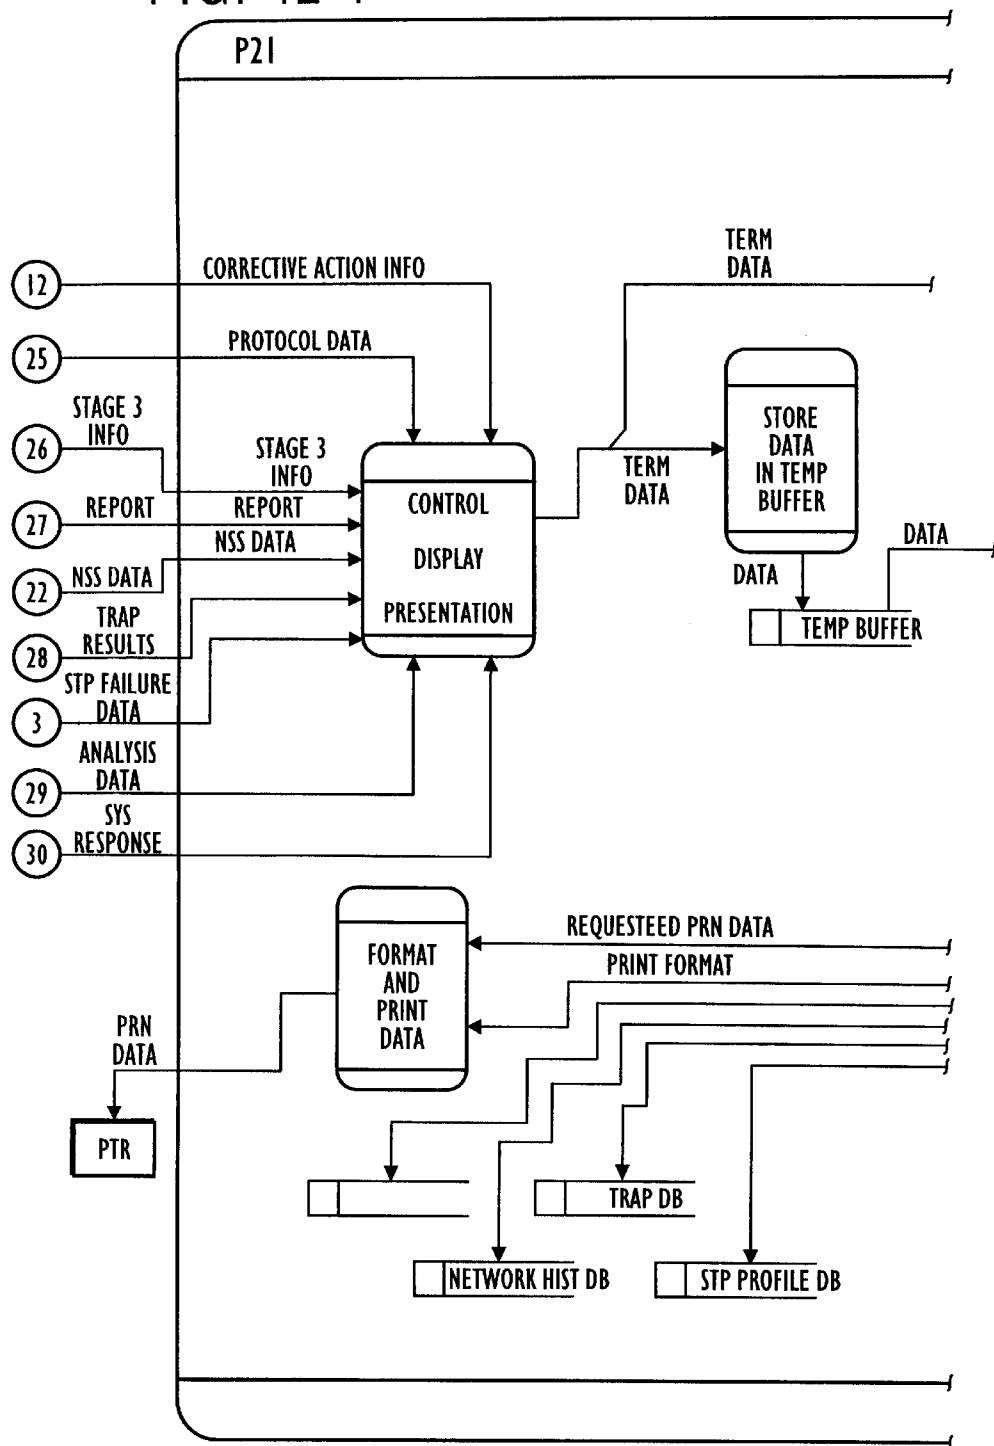 P21
TERM
DATA
CORRECTIVE ACTION INFO
12
PROTOCOL DATA
25
STAGE 3
INFO
26
STAGE 3
INFO
STORE
DATA
IN TEMP
BUFFER
TERM
DATA
27
REPORT
REPORT
CONTROL
DISPLAY
PRESENTATION
NSS DATA
DATA
DATA
22
NSS DATA
TEMP BUFFER
TRAP
RESULTS
28
STP FAILURE
DATA
3
ANALYSIS
DATA
29
SYS
RESPONSE
30
REQUESTEED PRN DATA
PRINT FORMAT
FORMAT
AND
PRINT
DATA
PRN
DATA
PTR
TRAP DB
NETWORK HIST DB
STP PROFILE DB